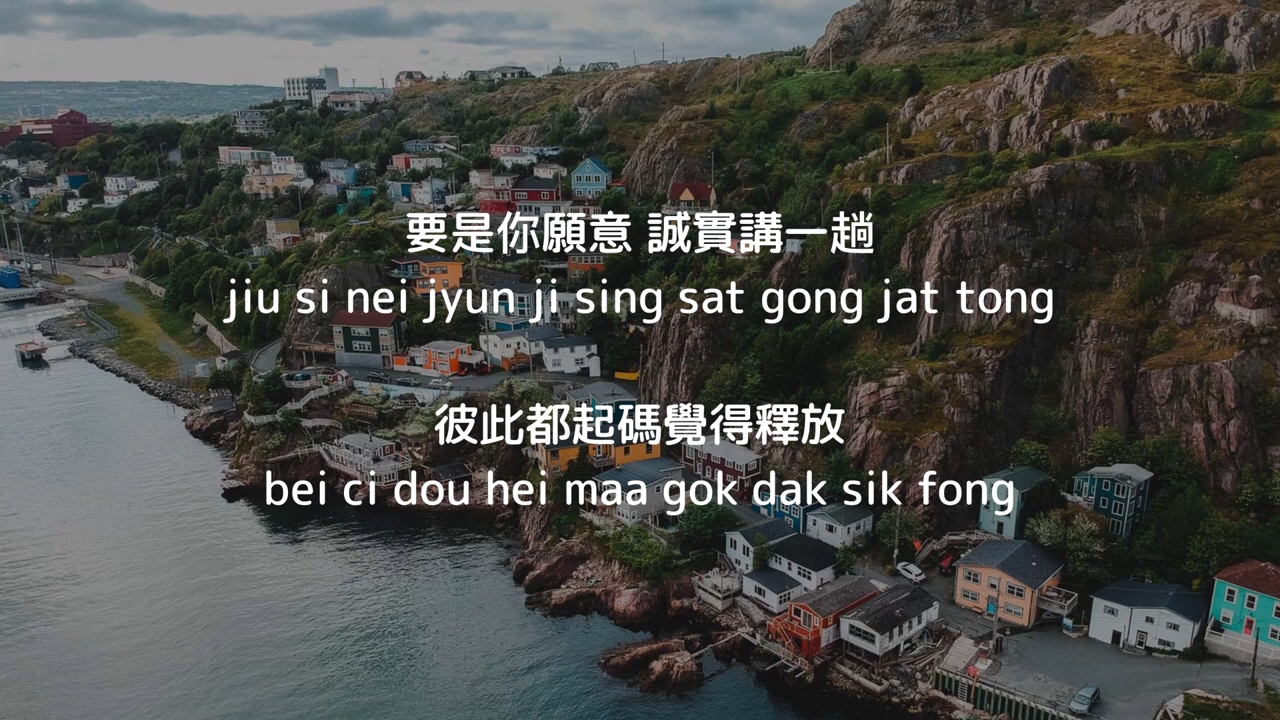 要是你願意 誠實講一趟
jiu si nei jyun ji sing sat gong jat tong
彼此都起碼覺得釋放
bei ci dou hei maa gok dak sik fong